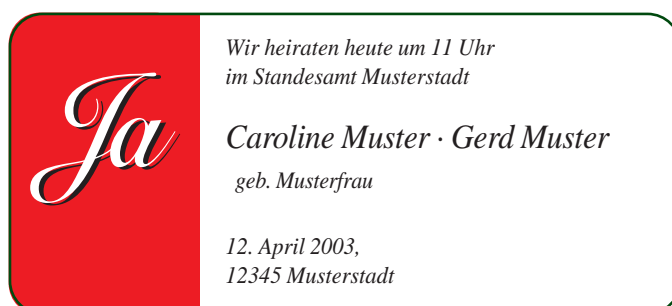 Ja
Wir heiraten heute um 11 Uhr
im Standesamt Musterstadt
Caroline Muster · Gerd Muster
geb. Musterfrau
12. April 2003,
12345 Musterstadt